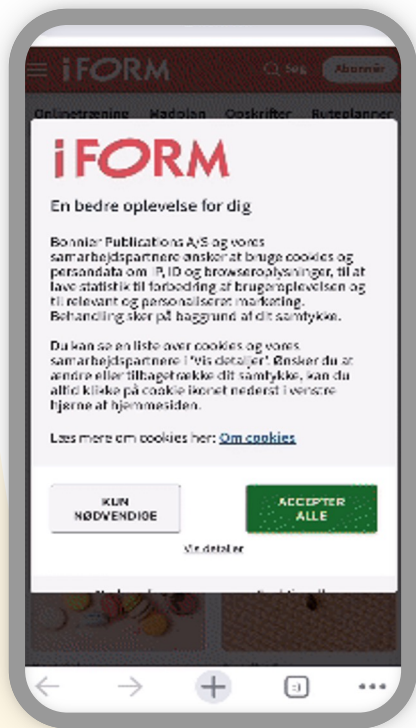 iFORM
Søg
Abonnér
Onlinetræning Madplan Opskrifter Ruteplanner
iFORM
En bedre oplevelse for dig
Bonnier Publications A/S og vores
samarbejdspartnere ønsker at bruge cookies og
persondata om IP, ID og browseroplysninger, til at
lave statistik til forbedring af brugeroplevelsen og
til relevant og personaliseret marketing.
Behandling sker på baggrund af dit samtykke.
Du kan se en liste over cookies og vores
samarbejdspartnere i "Vis detaljer". Ønsker du at
ændre eller tilbagetrække dit samtykke, kan du
altid klikke på cookie ikonet nederst i venstre
hjørne af hjemmesiden.
Læs mere om cookies her: Om cookies
KUN
NØDVENDIGE
ACCEPTER
ALLE
Vis detaljer
:)